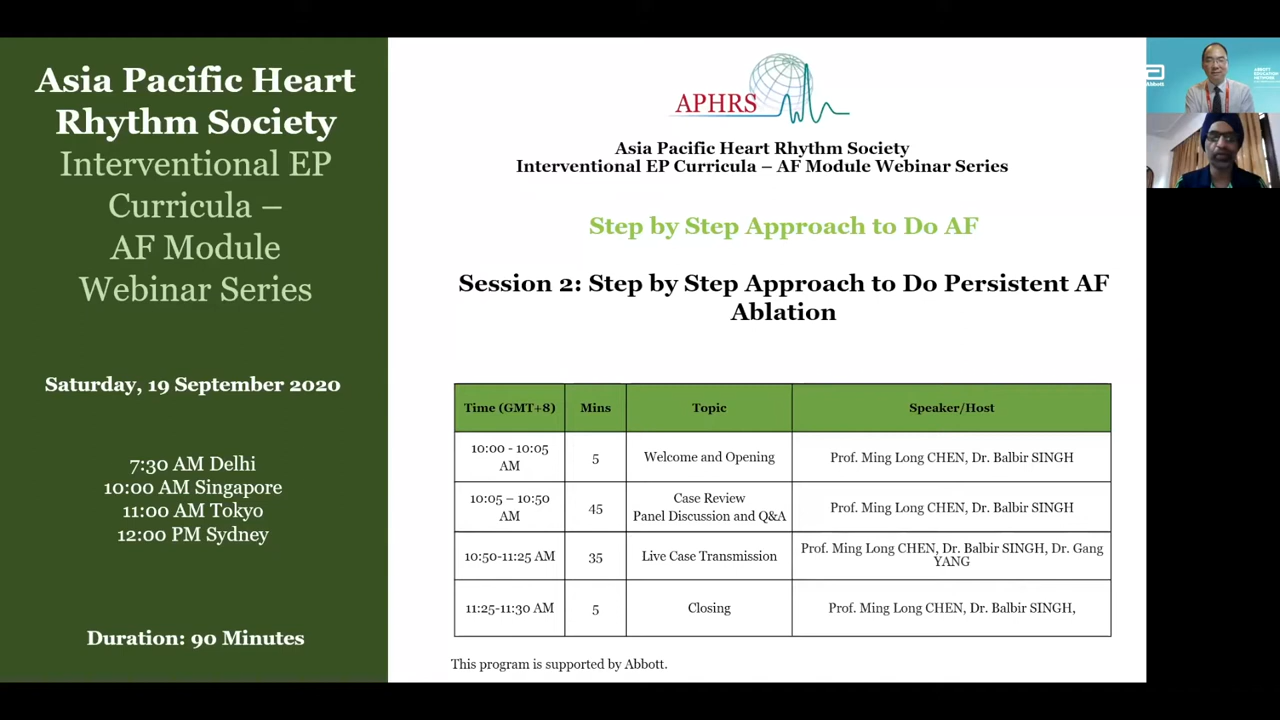 Asia Pacific Heart
Rhythm Society
Interventional EP
Curricula –
AF Module
Webinar Series
Saturday, 19 September 2020
7:30 AM Delhi
10:00 AM Singapore
11:00 AM Tokyo
12:00 PM Sydney
Duration: 90 Minutes
APHRS
Asia Pacific Heart Rhythm Society
Interventional EP Curricula – AF Module Webinar Series
Step by Step Approach to Do AF
Session 2: Step by Step Approach to Do Persistent AF
Ablation
Time (GMT+8) Mins Topic Speaker/Host
10:00 - 10:05
AM
5
Welcome and Opening
Prof. Ming Long CHEN, Dr. Balbir SINGH
10:05 – 10:50
AM
45
Case Review
Panel Discussion and Q&A
Prof. Ming Long CHEN, Dr. Balbir SINGH
10:50-11:25 AM
35
Live Case Transmission
Prof. Ming Long CHEN, Dr. Balbir SINGH, Dr. Gang
YANG
11:25-11:30 AM
5
Closing
Prof. Ming Long CHEN, Dr. Balbir SINGH,
This program is supported by Abbott.
Abbott
ABBOTT
EDUCATION
NETWORK